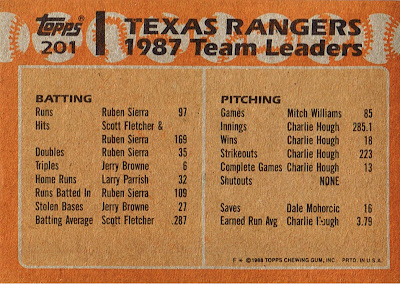 Topps®
201
TEXAS RANGERS
1987 Team Leaders
BATTING
Runs Ruben Sierra 97
Hits Scott Fletcher &
Ruben Sierra 169
Doubles Ruben Sierra 35
Triples Jerry Browne 6
Home Runs Larry Parrish 32
Runs Batted In Ruben Sierra 109
Stolen Bases Jerry Browne 27
Batting Average Scott Fletcher .287
PITCHING
Games Mitch Williams 85
Innings Charlie Hough 285.1
Wins Charlie Hough 18
Strikeouts Charlie Hough 223
Complete Games Charlie Hough 13
Shutouts NONE
Saves Dale Mohorcic 16
Earned Run Avg Charlie Hough 3.79
F * ©1988 TOPPS CHEWING GUM, INC. PRTD. IN U.S.A.